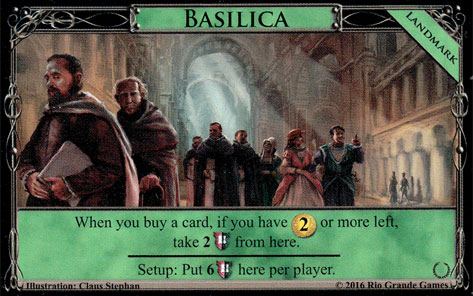 BASILICA
LANDMARK
When you buy a card, if you have 2 or more left,
take 2 from here.
Setup: Put 6 here per player.
Illustration: Claus Stephan
© 2016 Rio Grande Games